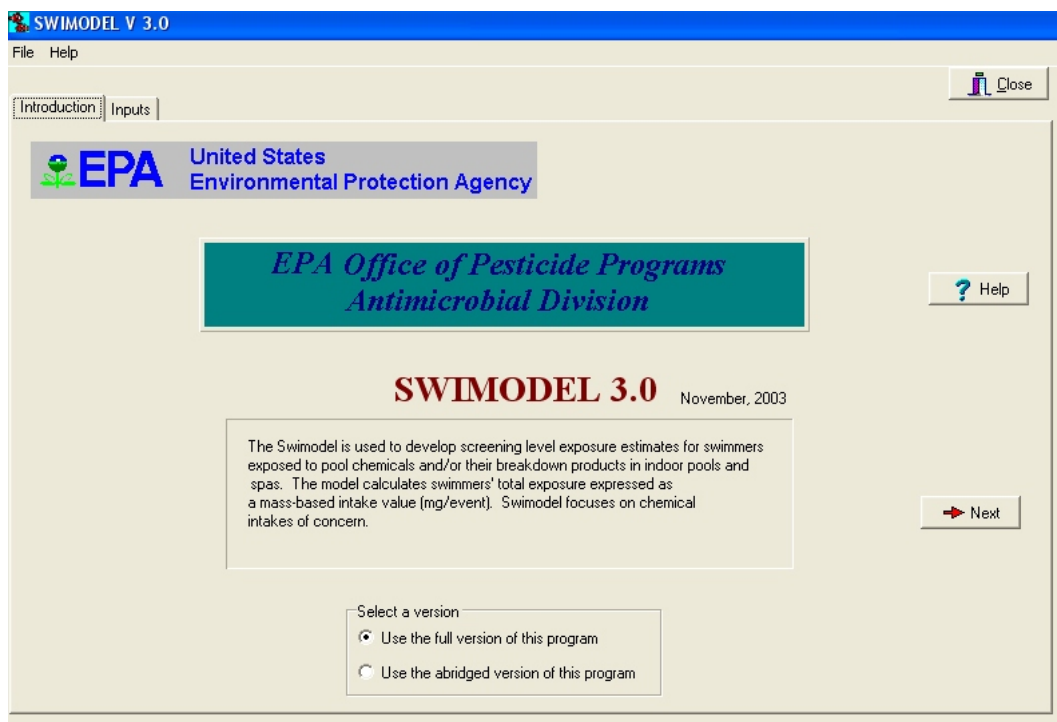 SWIMODEL V 3.0
File Help
Close
Introduction Inputs
EPA United States
Environmental Protection Agency
EPA Office of Pesticide Programs
Antimicrobial Division
Help
SWIMODEL 3.0 November, 2003
The Swimodel is used to develop screening level exposure estimates for swimmers
exposed to pool chemicals and/or their breakdown products in indoor pools and
spas. The model calculates swimmers' total exposure expressed as
a mass-based intake value (mg/event). Swimodel focuses on chemical
intakes of concern.
Next
Select a version
Use the full version of this program
Use the abridged version of this program